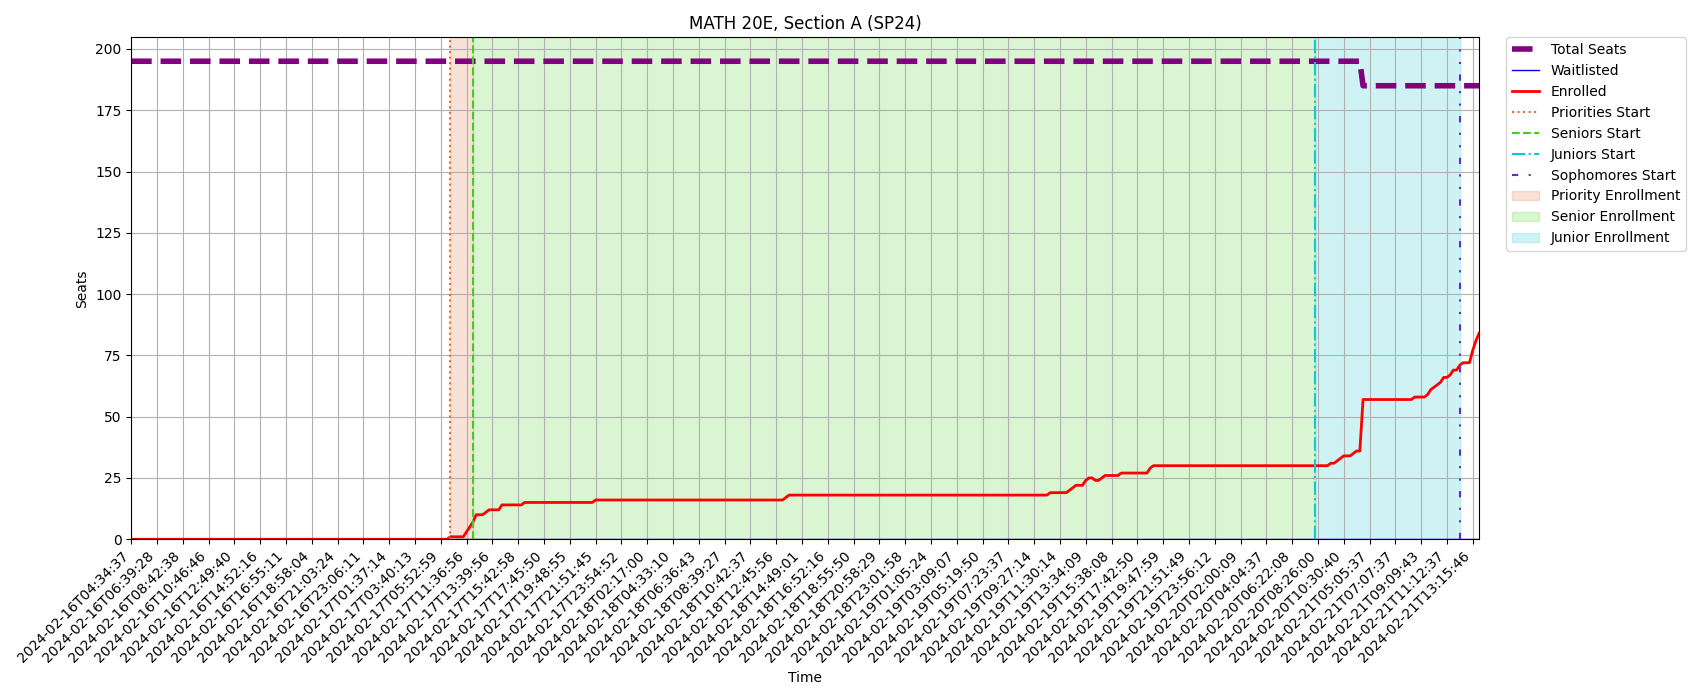 MATH 20E, Section A (SP24)
Total Seats
Waitlisted
Enrolled
Priorities Start
Seniors Start
Juniors Start
Sophomores Start
Priority Enrollment
Senior Enrollment
Junior Enrollment
Seats
200
175
150
125
100
75
50
25
0
2024-02-16T04:34:37
2024-02-16T06:39:28
2024-02-16T08:42:38
2024-02-16T10:46:46
2024-02-16T12:49:40
2024-02-16T14:52:16
2024-02-16T16:55:11
2024-02-16T18:58:04
2024-02-16T21:03:24
2024-02-16T23:06:11
2024-02-17T01:37:14
2024-02-17T03:40:13
2024-02-17T05:52:59
2024-02-17T11:36:56
2024-02-17T13:39:56
2024-02-17T15:42:58
2024-02-17T17:45:50
2024-02-17T19:48:55
2024-02-17T21:51:45
2024-02-17T23:54:52
2024-02-18T02:17:00
2024-02-18T04:33:10
2024-02-18T06:36:43
2024-02-18T08:39:27
2024-02-18T10:42:37
2024-02-18T12:45:56
2024-02-18T14:49:01
2024-02-18T16:52:16
2024-02-18T18:55:50
2024-02-18T20:58:29
2024-02-18T23:01:58
2024-02-19T01:05:24
2024-02-19T03:09:07
2024-02-19T05:19:50
2024-02-19T07:23:37
2024-02-19T09:27:14
2024-02-19T11:30:14
2024-02-19T13:34:09
2024-02-19T15:38:08
2024-02-19T17:42:50
2024-02-19T19:47:59
2024-02-19T21:51:49
2024-02-19T23:56:12
2024-02-20T02:00:09
2024-02-20T04:04:37
2024-02-20T06:22:08
2024-02-20T08:26:00
2024-02-20T10:30:40
2024-02-21T05:05:37
2024-02-21T07:07:37
2024-02-21T09:09:43
2024-02-21T11:12:37
2024-02-21T13:15:46
Time